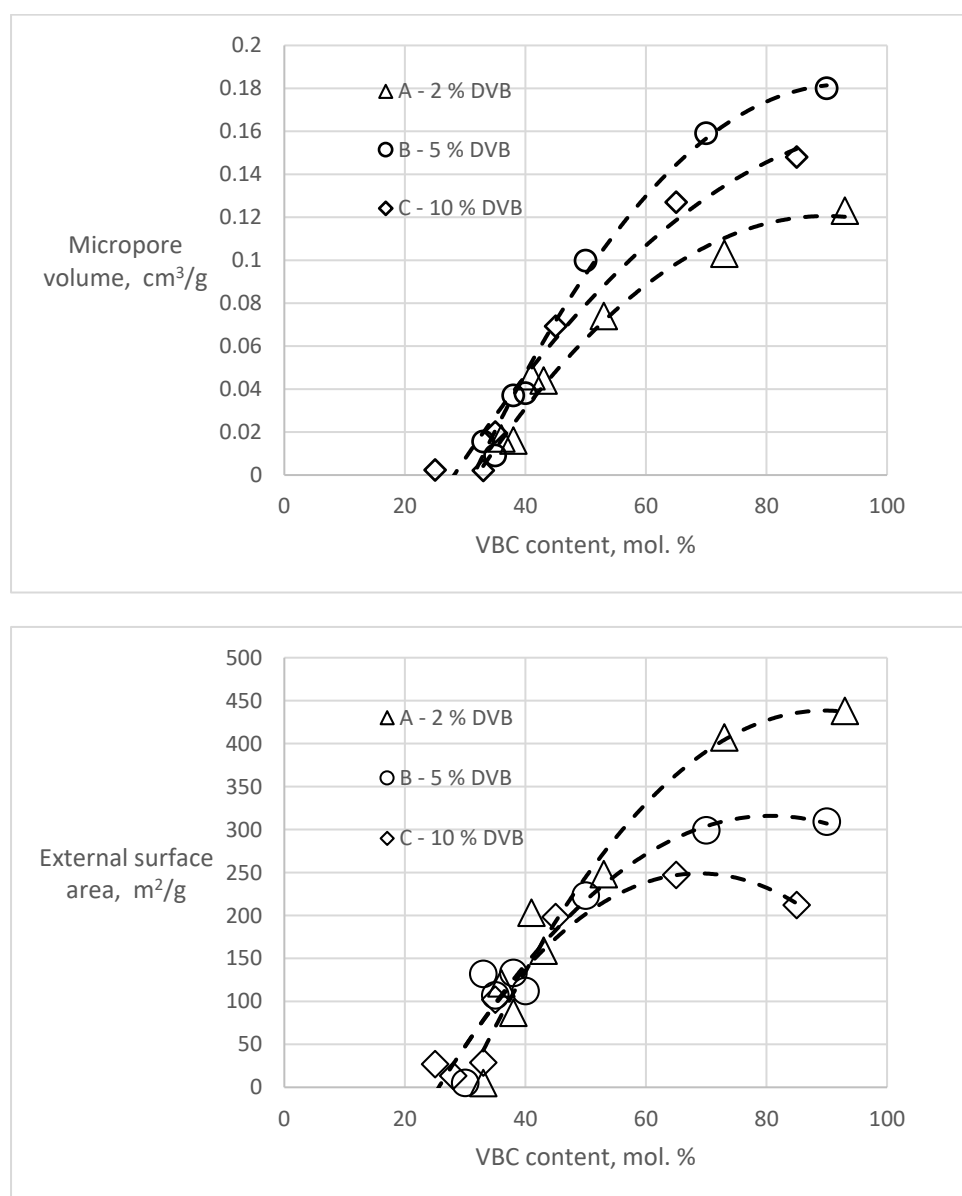 0.2
0.18
0.16
0.14
0.12
0.1
0.08
0.06
0.04
0.02
0
A - 2 % DVB
B - 5 % DVB
C - 10 % DVB
Micropore
volume, cm³/g
0 20 40 60 80 100
VBC content, mol. %
500
450
400
350
300
250
200
150
100
50
0
A - 2 % DVB
B - 5 % DVB
C - 10 % DVB
External surface
area, m²/g
0 20 40 60 80 100
VBC content, mol. %